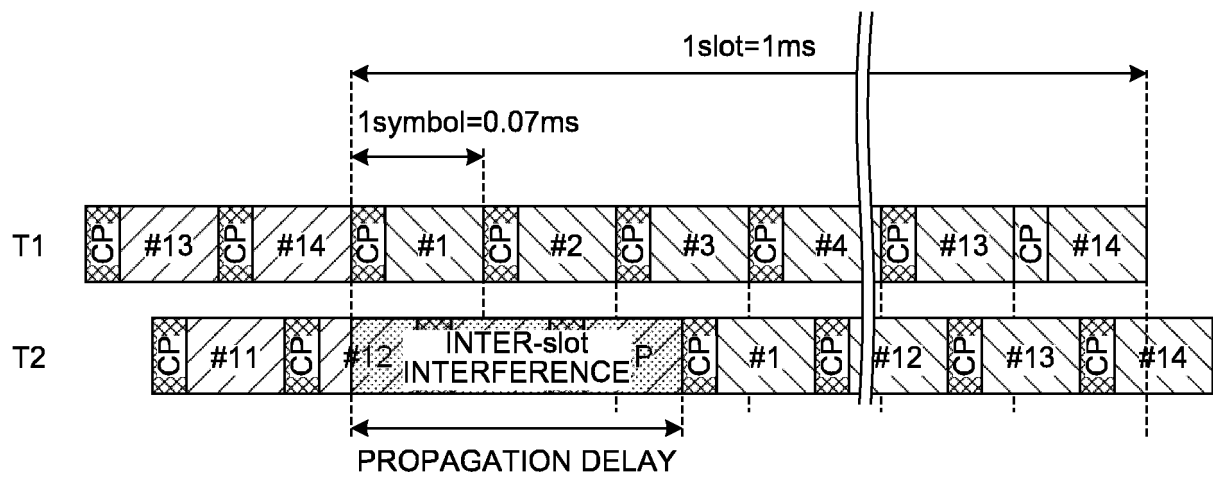 1slot=1ms
1symbol=0.07ms
T1 CP #13 CP #14 CP #1 CP #2 CP #3 CP #4 CP #13 CP #14
T2 CP #11 CP #12 INTER-slot INTERFERENCE P CP #1 CP #12 CP #13 CP #14
PROPAGATION DELAY